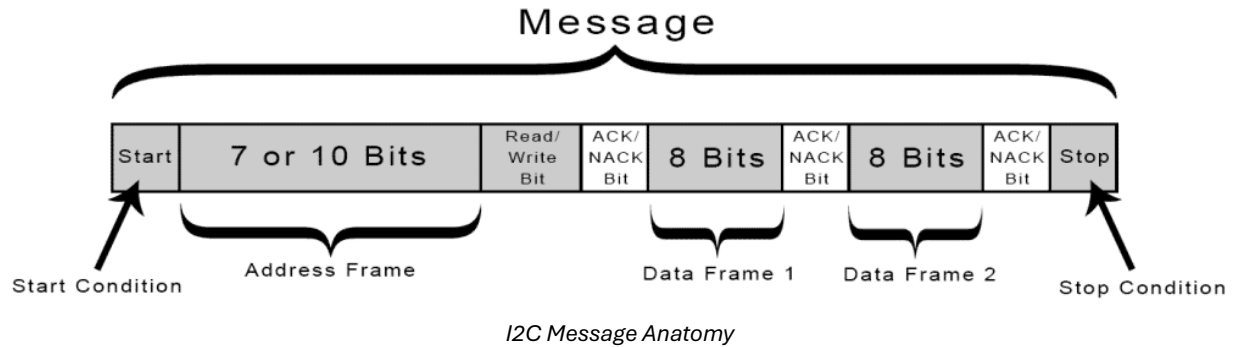 Message
Start
7 or 10 Bits
Read/
Write
Bit
ACK/
NACK
Bit
8 Bits
ACK/
NACK
Bit
8 Bits
ACK/
NACK
Bit
Stop
Start Condition
Address Frame
Data Frame 1
Data Frame 2
Stop Condition
I2C Message Anatomy